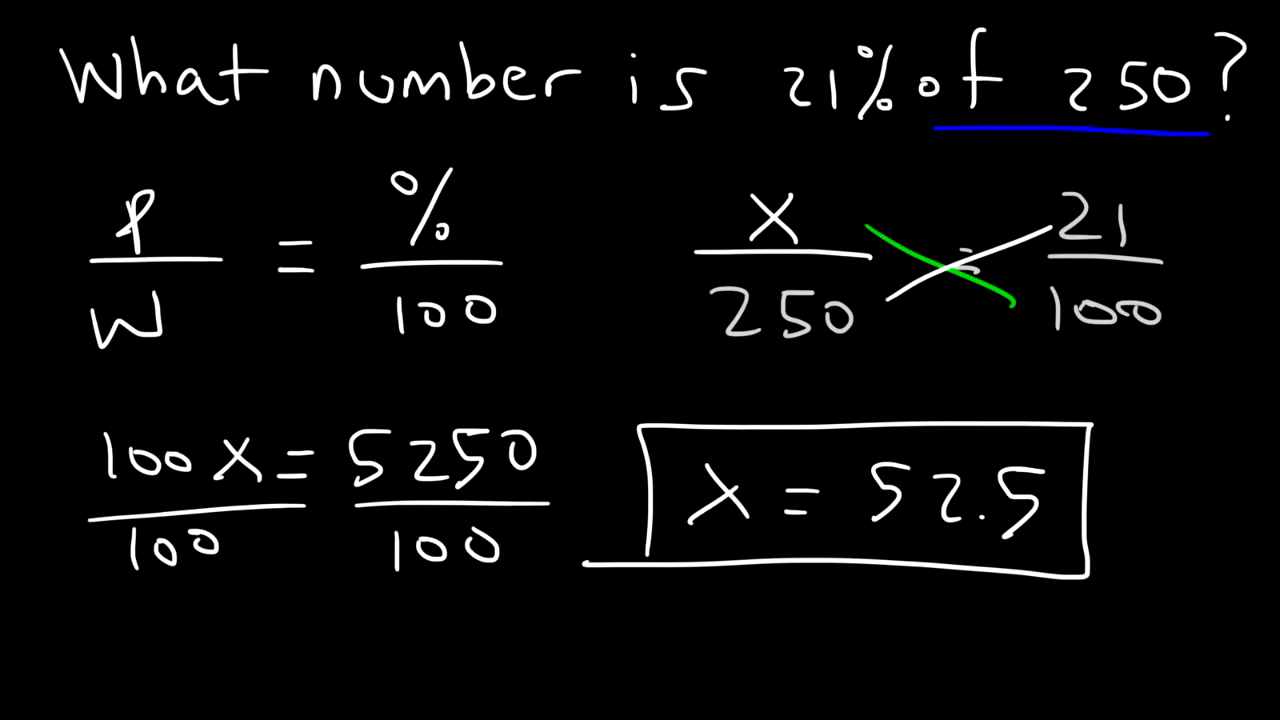 What number is 21% of 250?
P/W = %/100
x/250 = 21/100
100x/100 = 5250/100
x = 52.5